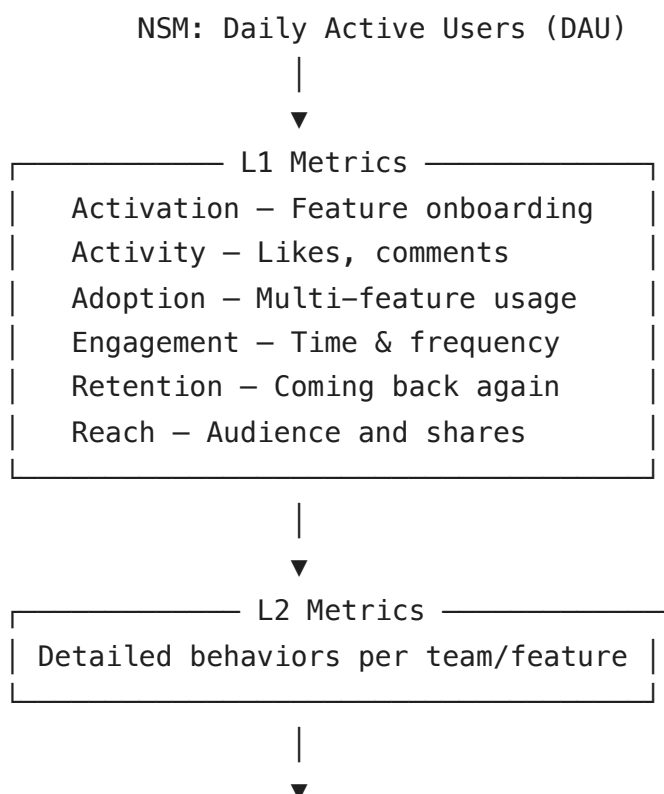 NSM: Daily Active Users (DAU)
L1 Metrics
Activation – Feature onboarding
Activity – Likes, comments
Adoption – Multi-feature usage
Engagement – Time & frequency
Retention – Coming back again
Reach – Audience and shares
L2 Metrics
Detailed behaviors per team/feature